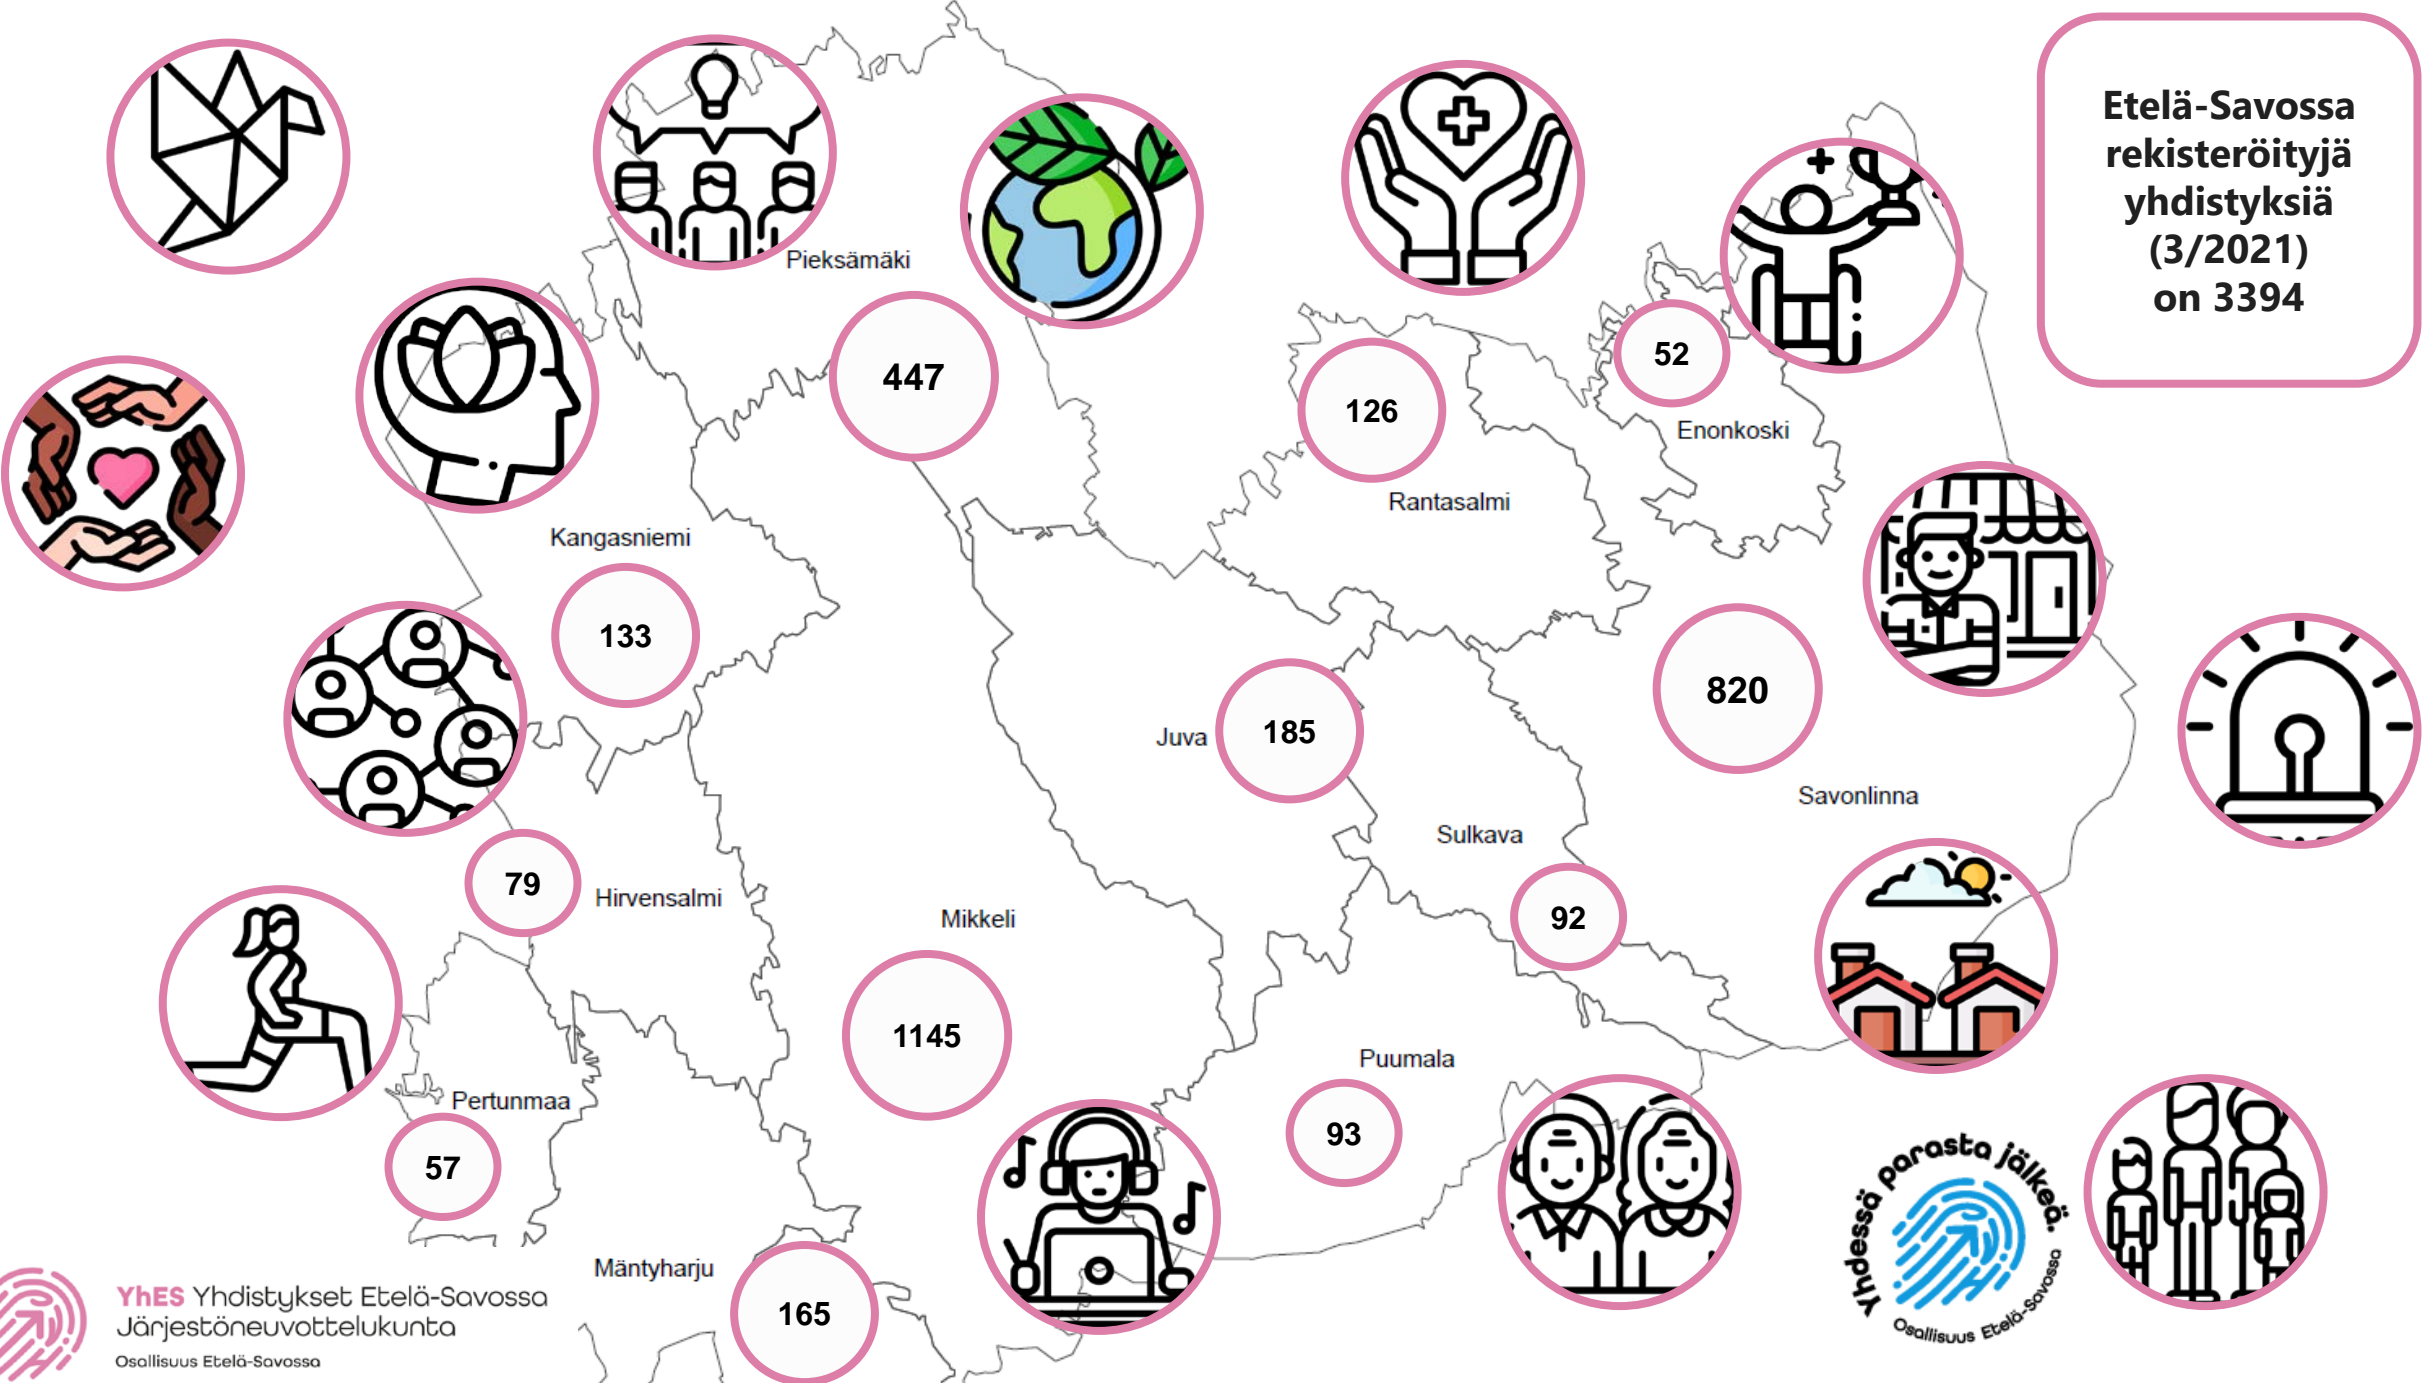 Etelä-Savossa
rekisteröityjä
yhdistyksiä
(3/2021)
on 3394
Pieksämäki
447
52
126
Enonkoski
Rantasalmi
Kangasniemi
133
820
185
Juva
Savonlinna
Sulkava
79
Hirvensalmi
92
Mikkeli
1145
Puumala
Pertunmaa
93
57
Mäntyharju
165
YhES Yhdistykset Etelä-Savossa
Järjestöneuvottelukunta
Osallisuus Etelä-Savossa
Yhdessä parasta jälkeä.
Osallisuus Etelä-Savossa